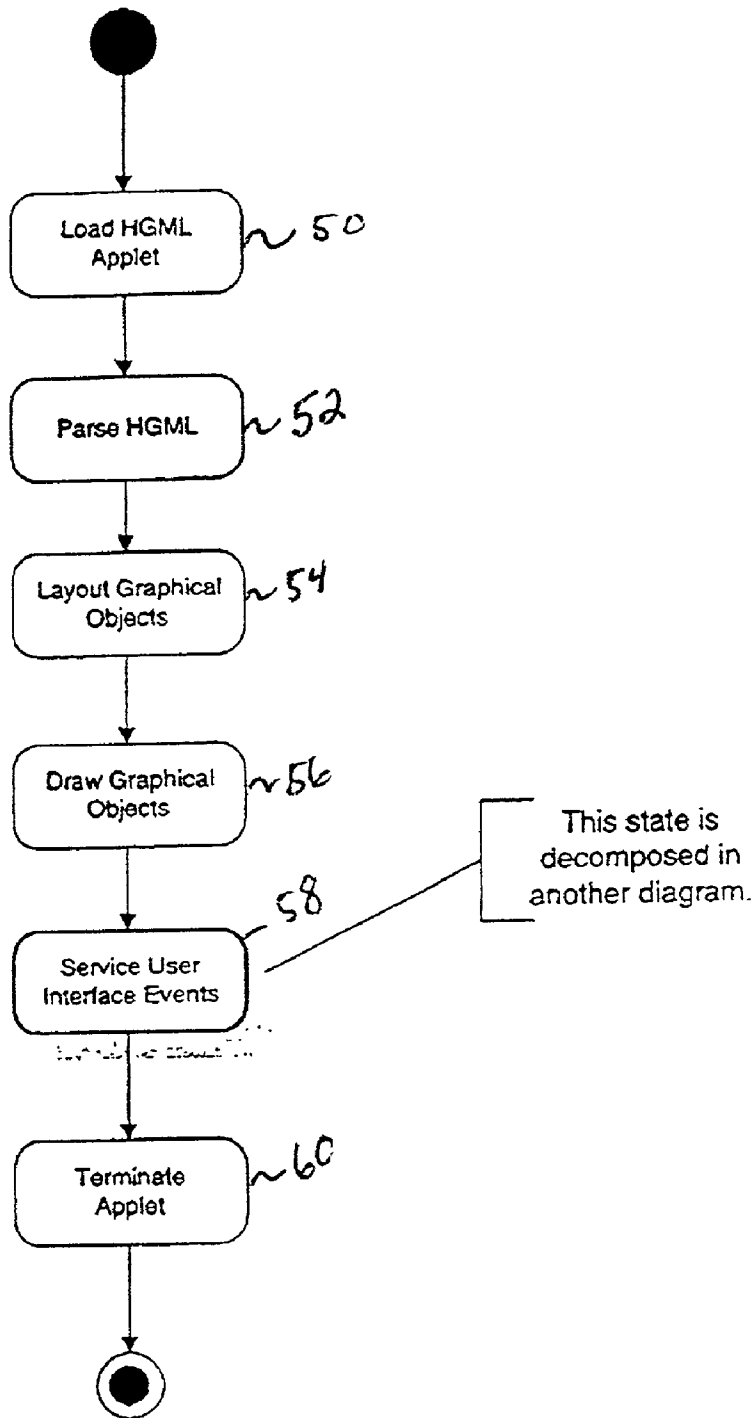 Load HGML
Applet
50
Parse HGML
52
Layout Graphical
Objects
54
Draw Graphical
Objects
56
This state is
decomposed in
another diagram.
58
Service User
Interface Events
Terminate
Applet
60